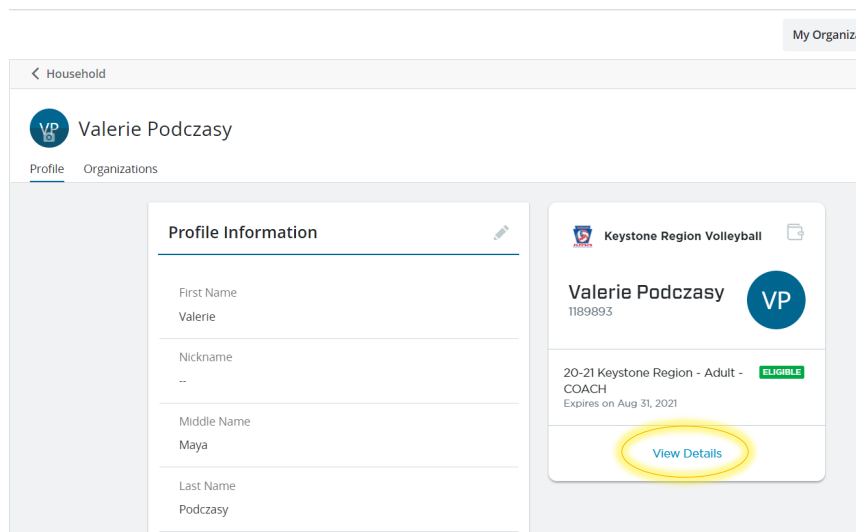 My Organiz
Household
VP
Valerie Podczasy
Profile Organizations
Profile Information
First Name
Valerie
Nickname
--
Middle Name
Maya
Last Name
Podczasy
Keystone Region Volleyball
Valerie Podczasy
1189893
VP
20-21 Keystone Region - Adult -
COACH
ELIGIBLE
Expires on Aug 31, 2021
View Details